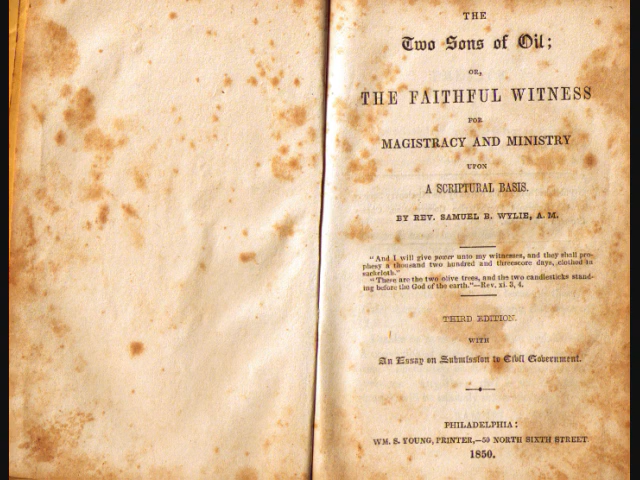 THE
Two Sons of Oil;
OR,
THE FAITHFUL WITNESS
FOR
MAGISTRACY AND MINISTRY
UPON
A SCRIPTURAL BASIS.
BY REV. SAMUEL B. WYLIE, A. M.
"And I will give power unto my witnesses, and they shall pro-
phesy a thousand two hundred and threescore days, clothed in
sackcloth."
"These are the two olive trees, and the two candlesticks stand-
ing before the God of the earth."—Rev. xi. 3, 4.
THIRD EDITION.
WITH
An Essay on Submission to Civil Government.
PHILADELPHIA:
WM. S. YOUNG, PRINTER,—50 NORTH SIXTH STREET
1850.